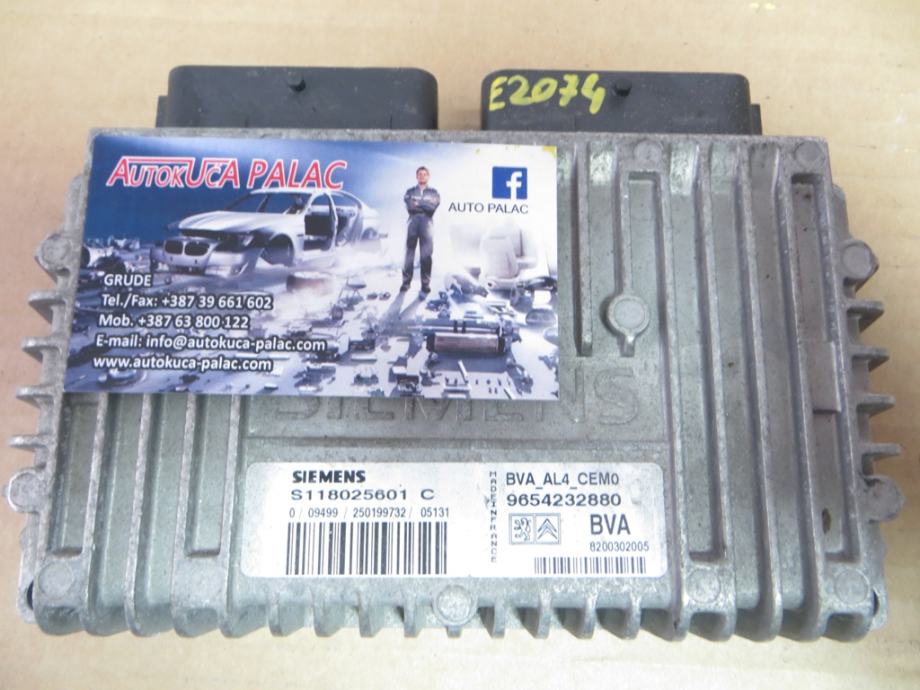 E2074
AUTOKUĆA PALAC
f
AUTO PALAC
GRUDE
Tel./Fax: +387 39 661 602
Mob. +387 63 800 122
E-mail: info@autokuca-palac.com
www.autokuca-palac.com
SIEMENS
SIEMENS
S118025601 C
0 / 09499 / 250199732 / 05131
MADE IN FRANCE
BVA_AL4_CEM0
9654232880
BVA
8200302005